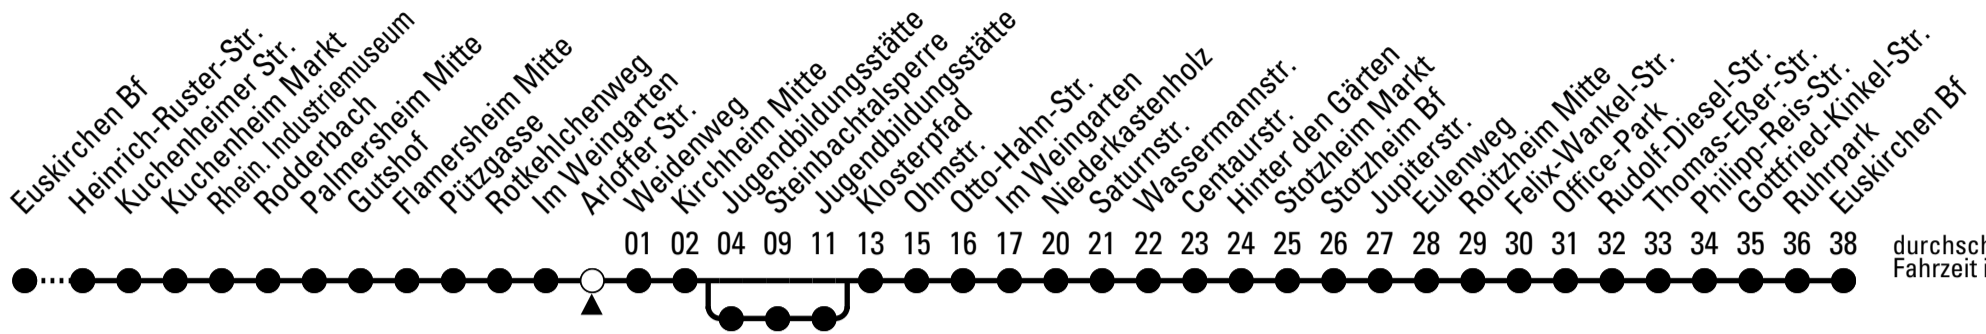 Euskirchen Bf
Heinrich-Ruster-Str.
Kuchenheimer Str.
Kuchenheim Markt
Rhein. Industriemuseum
Rodderbach
Palmersheim Mitte
Gutshof
Flamersheim Mitte
Pützgasse
Rotkehlchenweg
Im Weingarten
Arloffer Str.
Weidenweg
Kirchheim Mitte
Jugendbildungsstätte
Steinbachtalsperre
Jugendbildungsstätte
Klosterpfad
Ohmstr.
Otto-Hahn-Str.
Im Weingarten
Niederkastenholz
Saturnstr.
Wassermannstr.
Centaurstr.
Hinter den Gärten
Stotzheim Markt
Stotzheim Bf
Jupiterstr.
Eulenweg
Roitzheim Mitte
Felix-Wankel-Str.
Office-Park
Rudolf-Diesel-Str.
Thomas-Eßer-Str.
Philipp-Reis-Str.
Gottfried-Kinkel-Str.
Ruhrpark
Euskirchen Bf
01 02 04 09 11 13 15 16 17 20 21 22 23 24 25 26 27 28 29 30 31 32 33 34 35 36 38
durchsch
Fahrzeit i